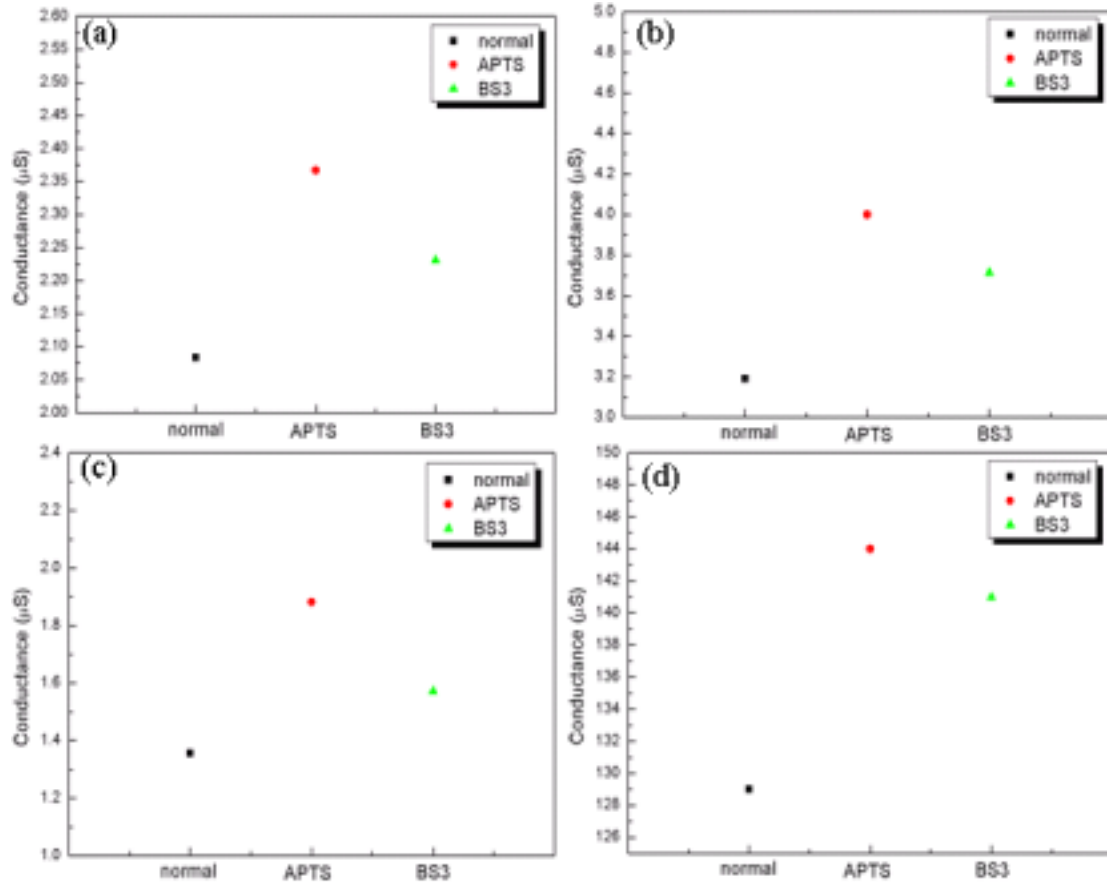 (a)
normal
APTS
BS3
Conductance (μS)
2.60
2.55
2.50
2.45
2.40
2.35
2.30
2.25
2.20
2.15
2.10
2.05
2.00
normal APTS BS3
(b)
normal
APTS
BS3
Conductance (μS)
5.0
4.8
4.6
4.4
4.2
4.0
3.8
3.6
3.4
3.2
3.0
normal APTS BS3
(c)
normal
APTS
BS3
Conductance (μS)
2.4
2.2
2.0
1.8
1.6
1.4
1.2
1.0
normal APTS BS3
(d)
normal
APTS
BS3
Conductance (μS)
150
148
146
144
142
140
138
136
134
132
130
128
126
normal APTS BS3